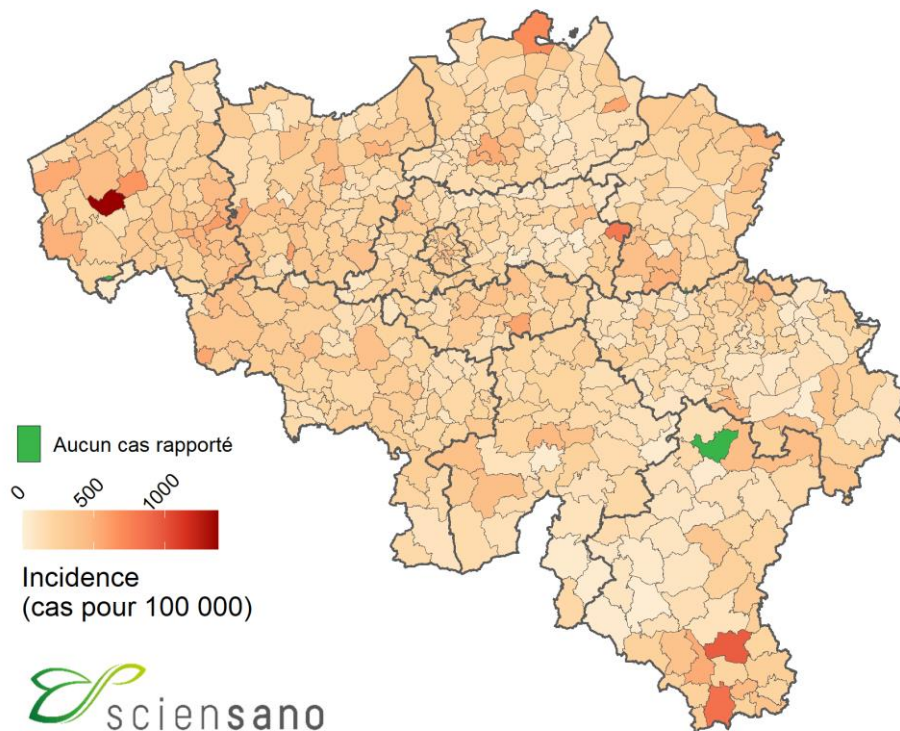 Aucun cas rapporté
0
500
1000
Incidence
(cas pour 100 000)
sciensano